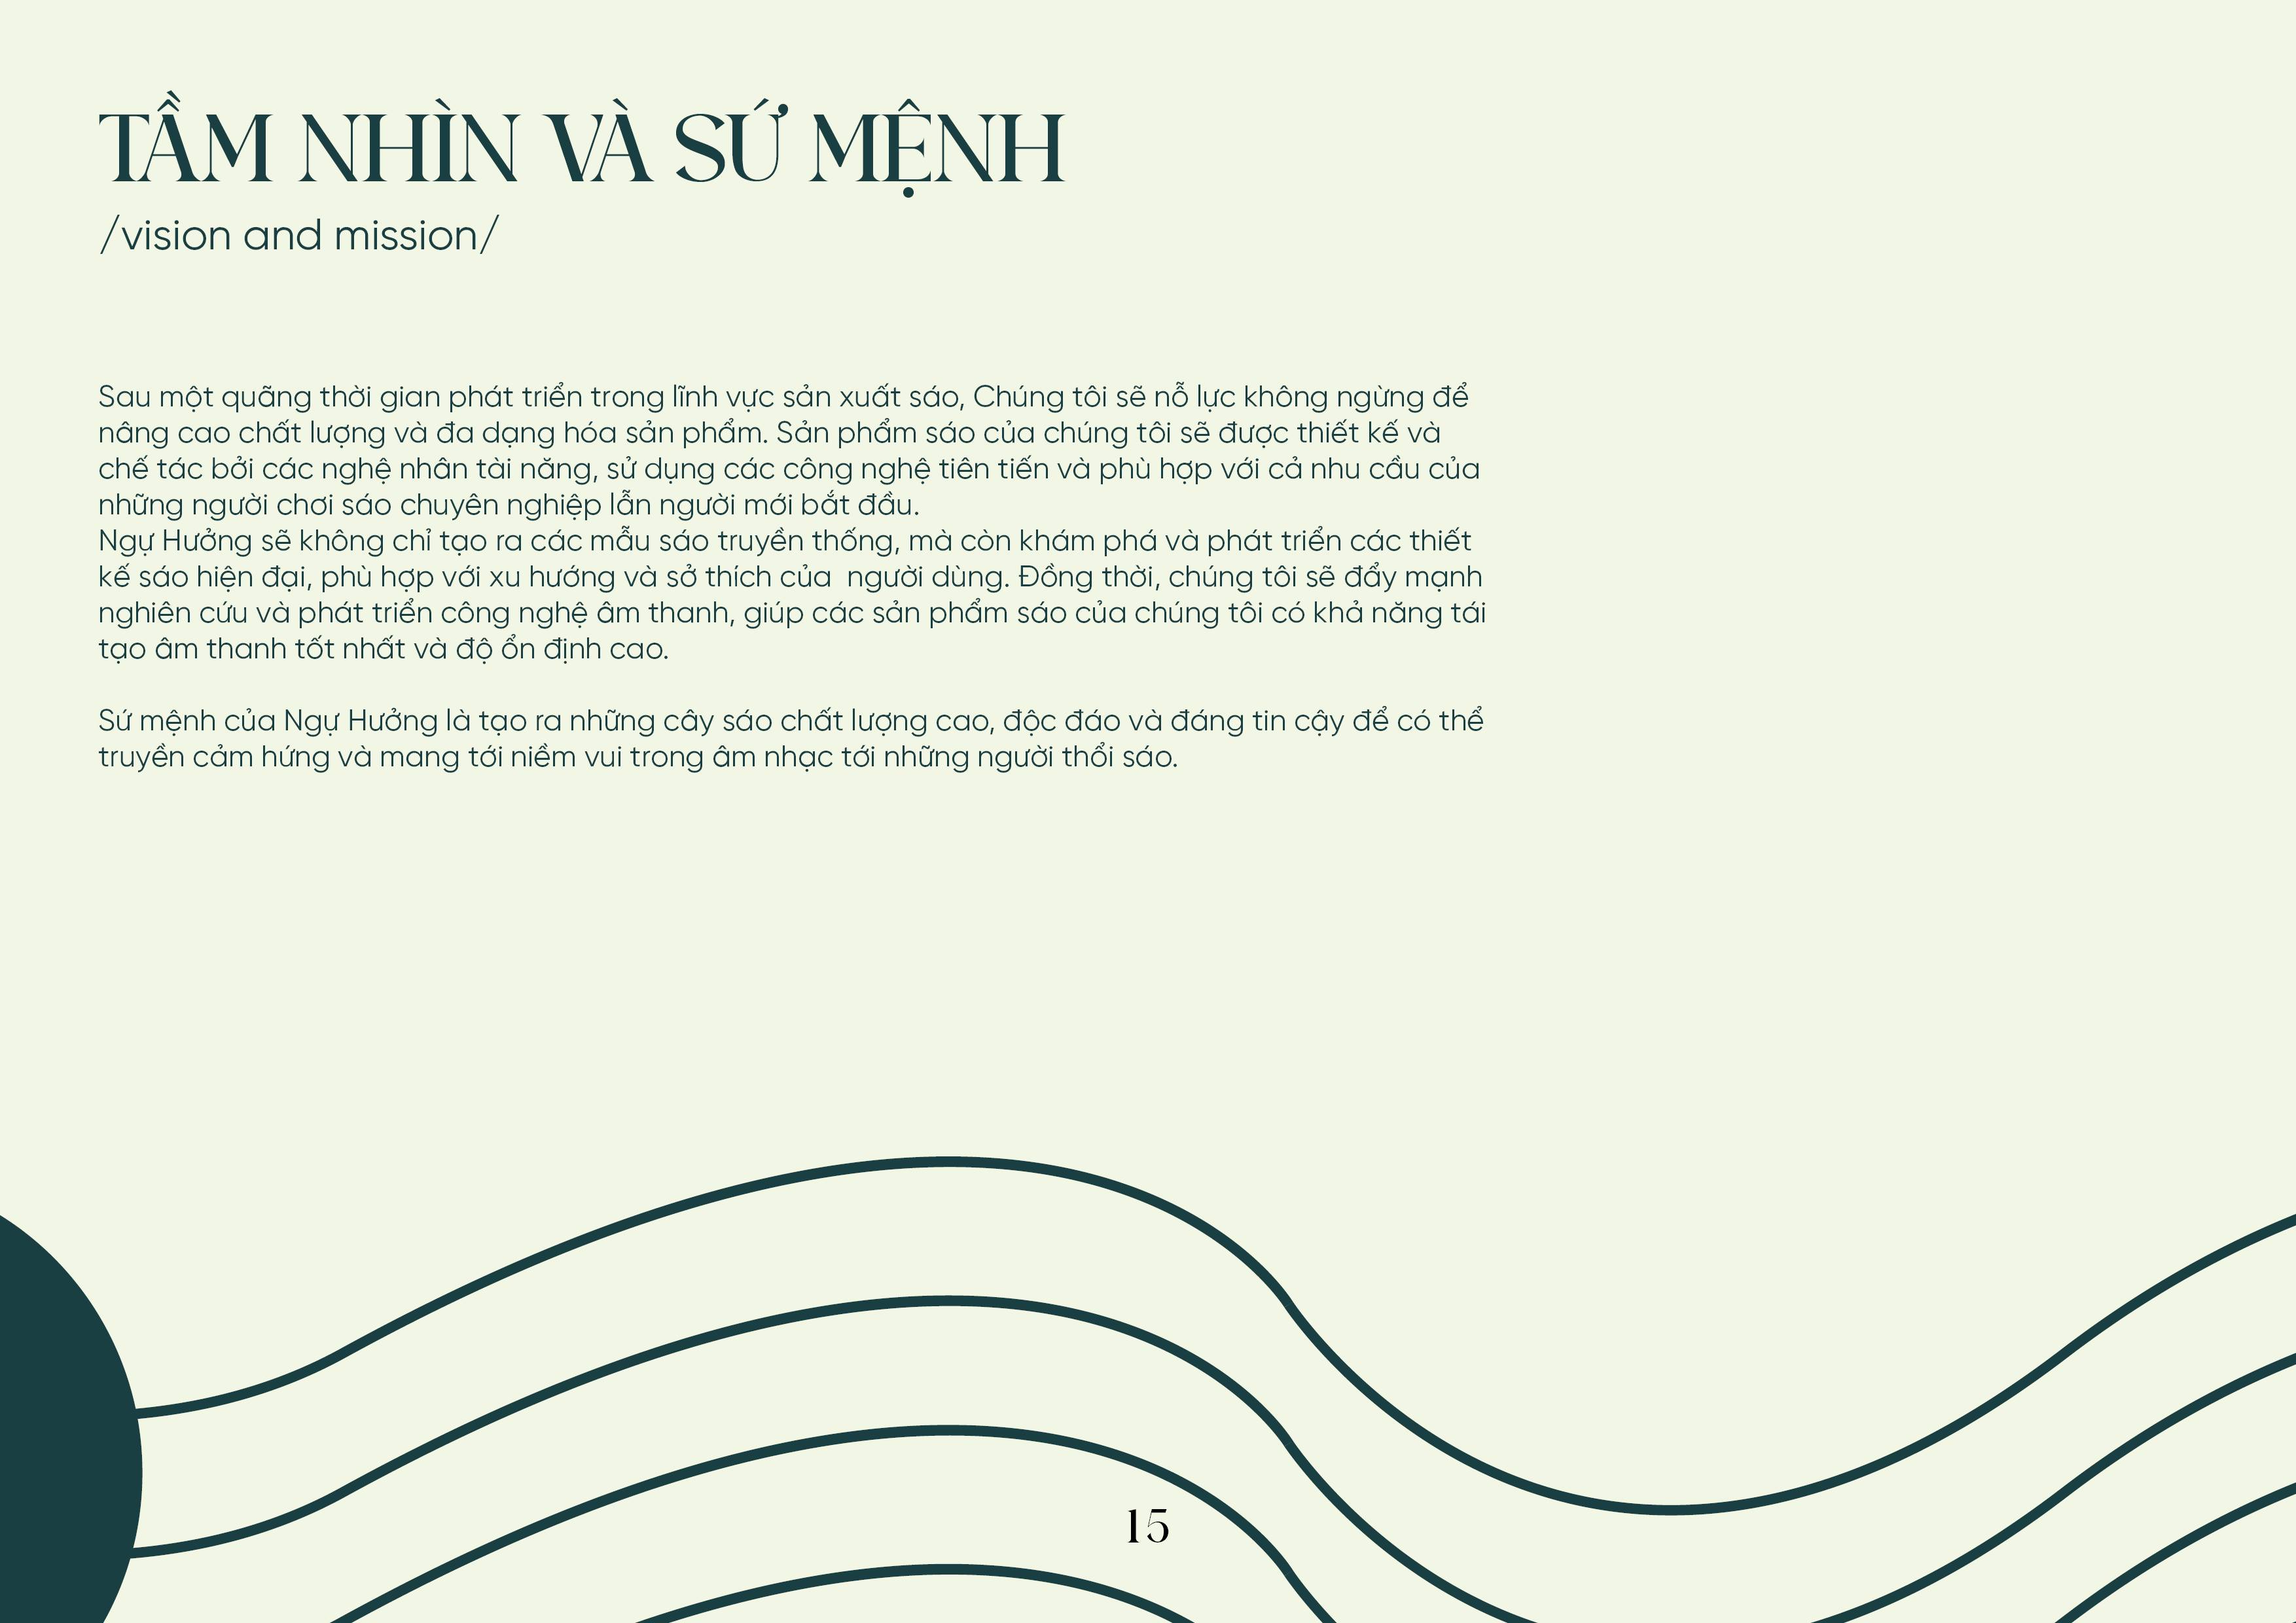 TẦM NHÌN VÀ SỨ MỆNH
/vision and mission/
Sau một quãng thời gian phát triển trong lĩnh vực sản xuất sáo, Chúng tôi sẽ nỗ lực không ngừng để
nâng cao chất lượng và đa dạng hóa sản phẩm. Sản phẩm sáo của chúng tôi sẽ được thiết kế và
chế tác bởi các nghệ nhân tài năng, sử dụng các công nghệ tiên tiến và phù hợp với cả nhu cầu của
những người chơi sáo chuyên nghiệp lẫn người mới bắt đầu.
Ngự Hưởng sẽ không chỉ tạo ra các mẫu sáo truyền thống, mà còn khám phá và phát triển các thiết
kế sáo hiện đại, phù hợp với xu hướng và sở thích của  người dùng. Đồng thời, chúng tôi sẽ đẩy mạnh
nghiên cứu và phát triển công nghệ âm thanh, giúp các sản phẩm sáo của chúng tôi có khả năng tái
tạo âm thanh tốt nhất và độ ổn định cao.
Sứ mệnh của Ngự Hưởng là tạo ra những cây sáo chất lượng cao, độc đáo và đáng tin cậy để có thể
truyền cảm hứng và mang tới niềm vui trong âm nhạc tới những người thổi sáo.
15